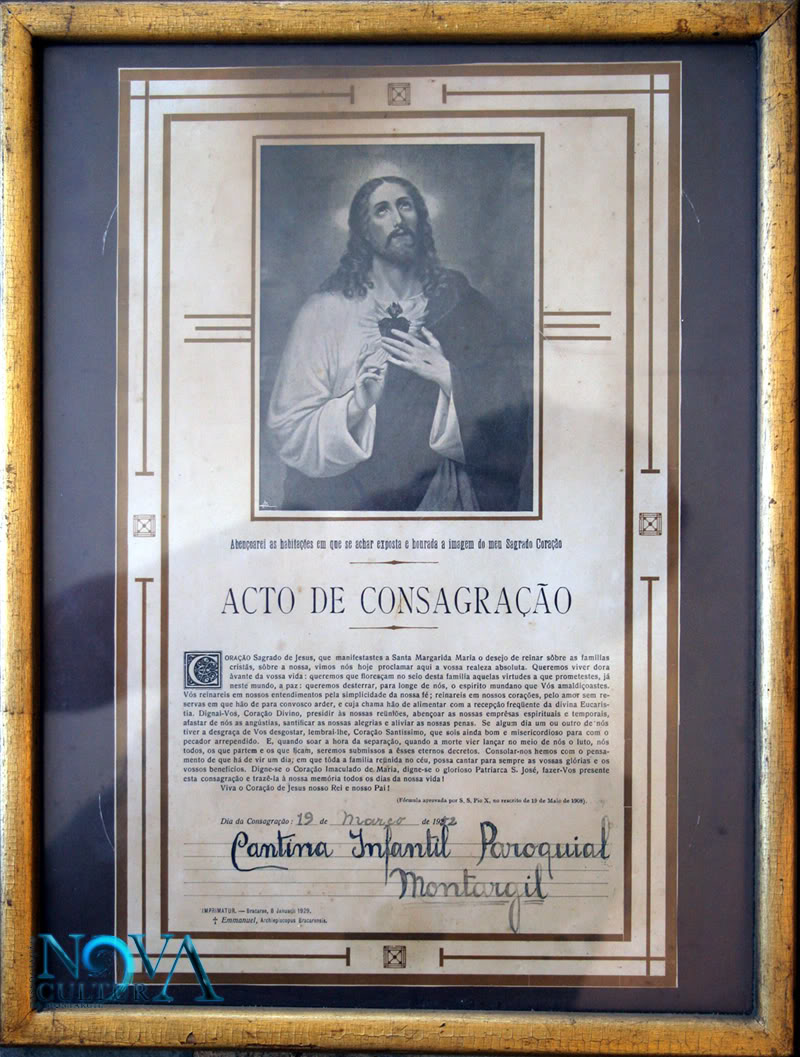 Abençoarei as habitações em que se achar exposta e honrada a imagem do meu Sagrado Coração
ACTO DE CONSAGRAÇÃO
CORAÇÃO Sagrado de Jesus, que manifestastes a Santa Margarida Maria o desejo de reinar sôbre as famílias
cristãs, sôbre a nossa, vimos nós hoje proclamar aqui a vossa realeza absoluta. Queremos viver dora
àvante da vossa vida: queremos que floresçam no seio desta família aquelas virtudes a que prometestes, já
neste mundo, a paz: queremos desterrar, para longe de nós, o espírito mundano que Vós amaldiçoastes.
Vós reinareis em nossos entendimentos pela simplicidade da nossa fé; reinareis em nossos corações, pelo amor sem re-
servas em que hão de para convosco arder, e cuja chama hão de alimentar com a recepção freqüente da divina Eucaris-
tia. Dignai-Vos, Coração Divino, presidir às nossas reüniões, abençoar as nossas emprêsas espirituais e temporais,
afastar de nós as angústias, santificar as nossas alegrias e aliviar as nossas penas. Se algum dia um ou outro de nós
tiver a desgraça de Vos desgostar, lembrai-lhe, Coração Santíssimo, que sois ainda bom e misericordioso para com o
pecador arrependido. E, quando soar a hora da separação, quando a morte vier lançar no meio de nós o luto, nós
todos, os que pártem e os que ficam, seremos submissos a êsses eternos decretos. Consolar-nos hemos com o pensa-
mento de que há de vir um dia; em que tôda a família reünida no céu, possa cantar para sempre as vossas glórias e os
vossos benefícios. Digne-se o Coração Imaculado de Maria, digne-se o glorioso Patriarca S. José, fazer-Vos presente
esta consagração e trazê-la à nossa memória todos os dias da nossa vida!
Viva o Coração de Jesus nosso Rei e nosso Pai!
(Fórmula aprovada por S. S. Pio X, no rescrito de 19 de Maio de 1908).
Dia da Consagração: 19 de Março de 19
Cantina Infantil Paroquial
Montargil
IMPRIMATUR. — Bracarae, 8 Januarii 1929.
† Emmanuel, Archiepiscopus Bracarensis.
NOVA
CULTURA